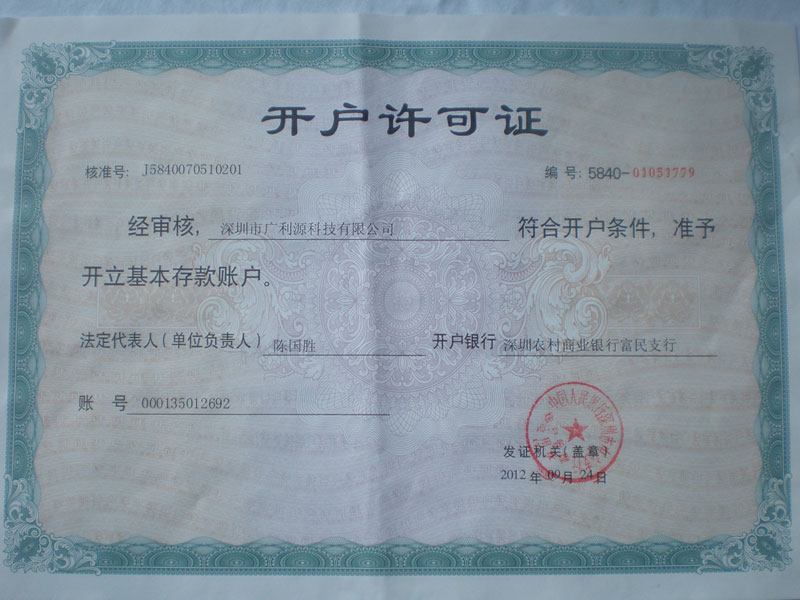 开户许可证
核准号: J5840070510201 编号: 5840-01051779
经审核, 深圳市广利源科技有限公司 符合开户条件, 准予
开立基本存款账户。
法定代表人(单位负责人) 陈国胜 开户银行 深圳农村商业银行富民支行
账 号 000135012692
发证机关(盖章)
2012 年 09 月 24 日